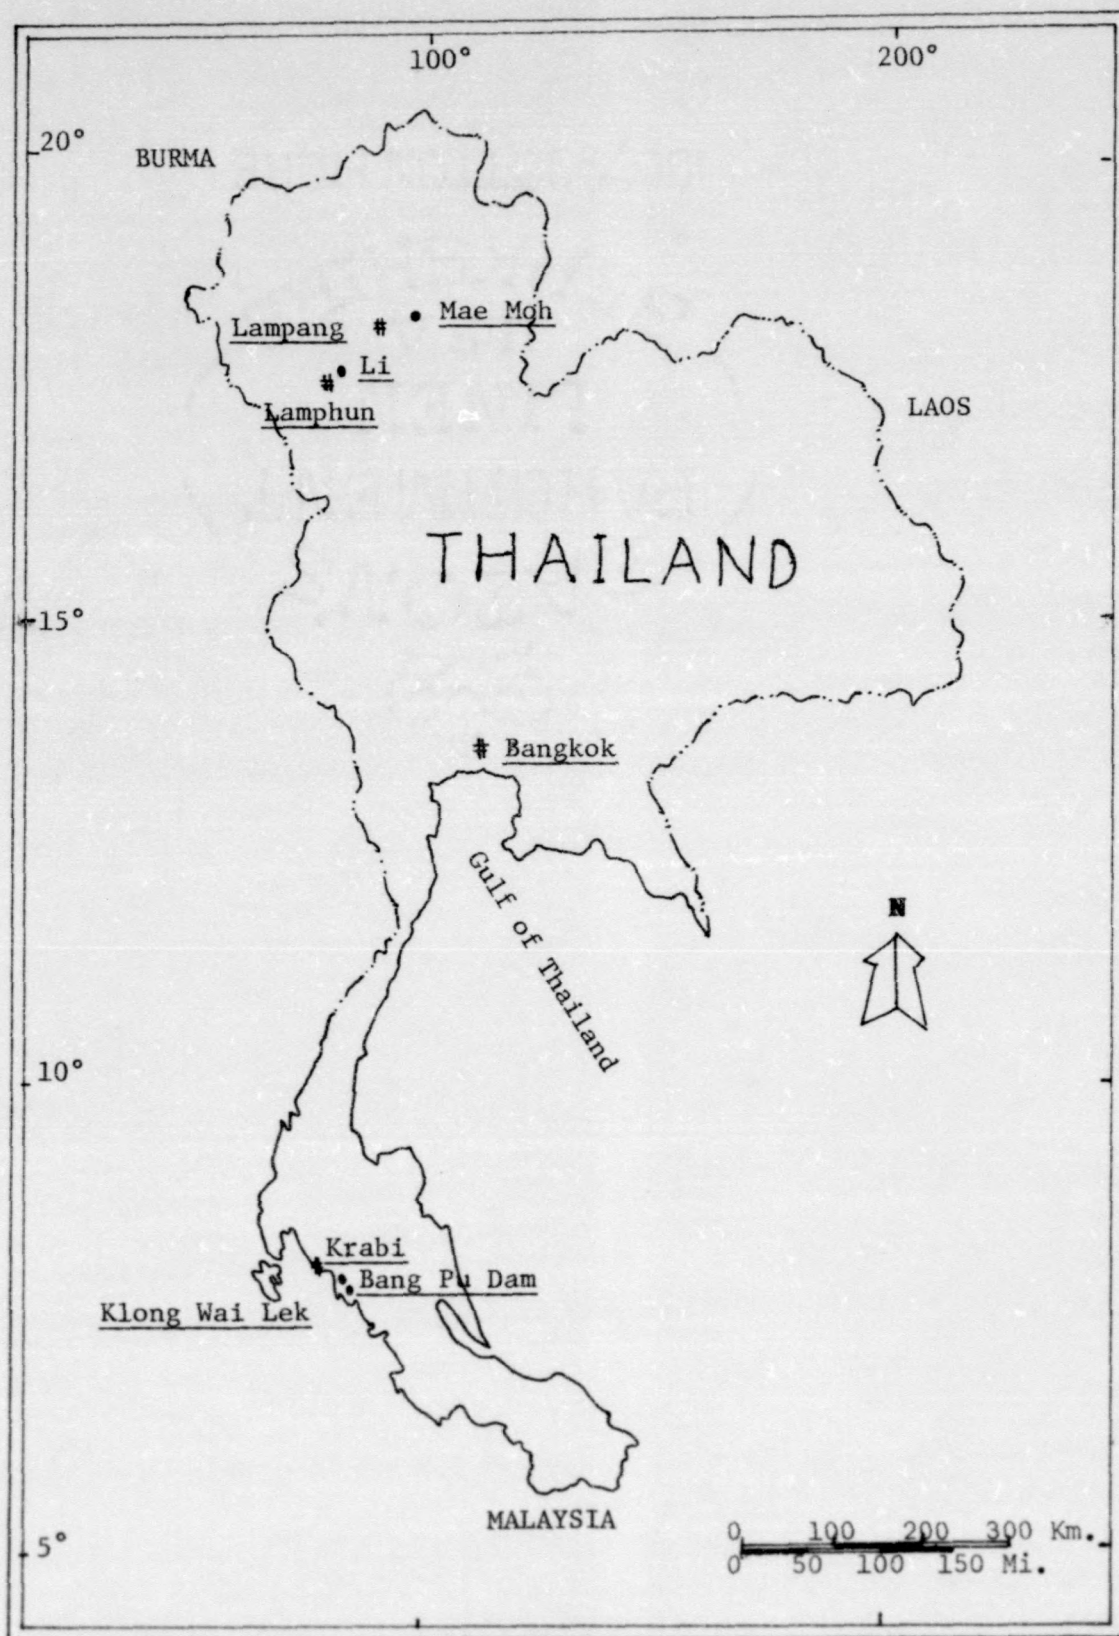 100°
200°
20°
BURMA
Mae Moh
Lampang #
Li
#
Lamphun
LAOS
THAILAND
15°
# Bangkok
Gulf of Thailand
N
10°
Krabi
#
Bang Pu Dam
Klong Wai Lek
MALAYSIA
5°
0 100 200 300 Km.
0 50 100 150 Mi.